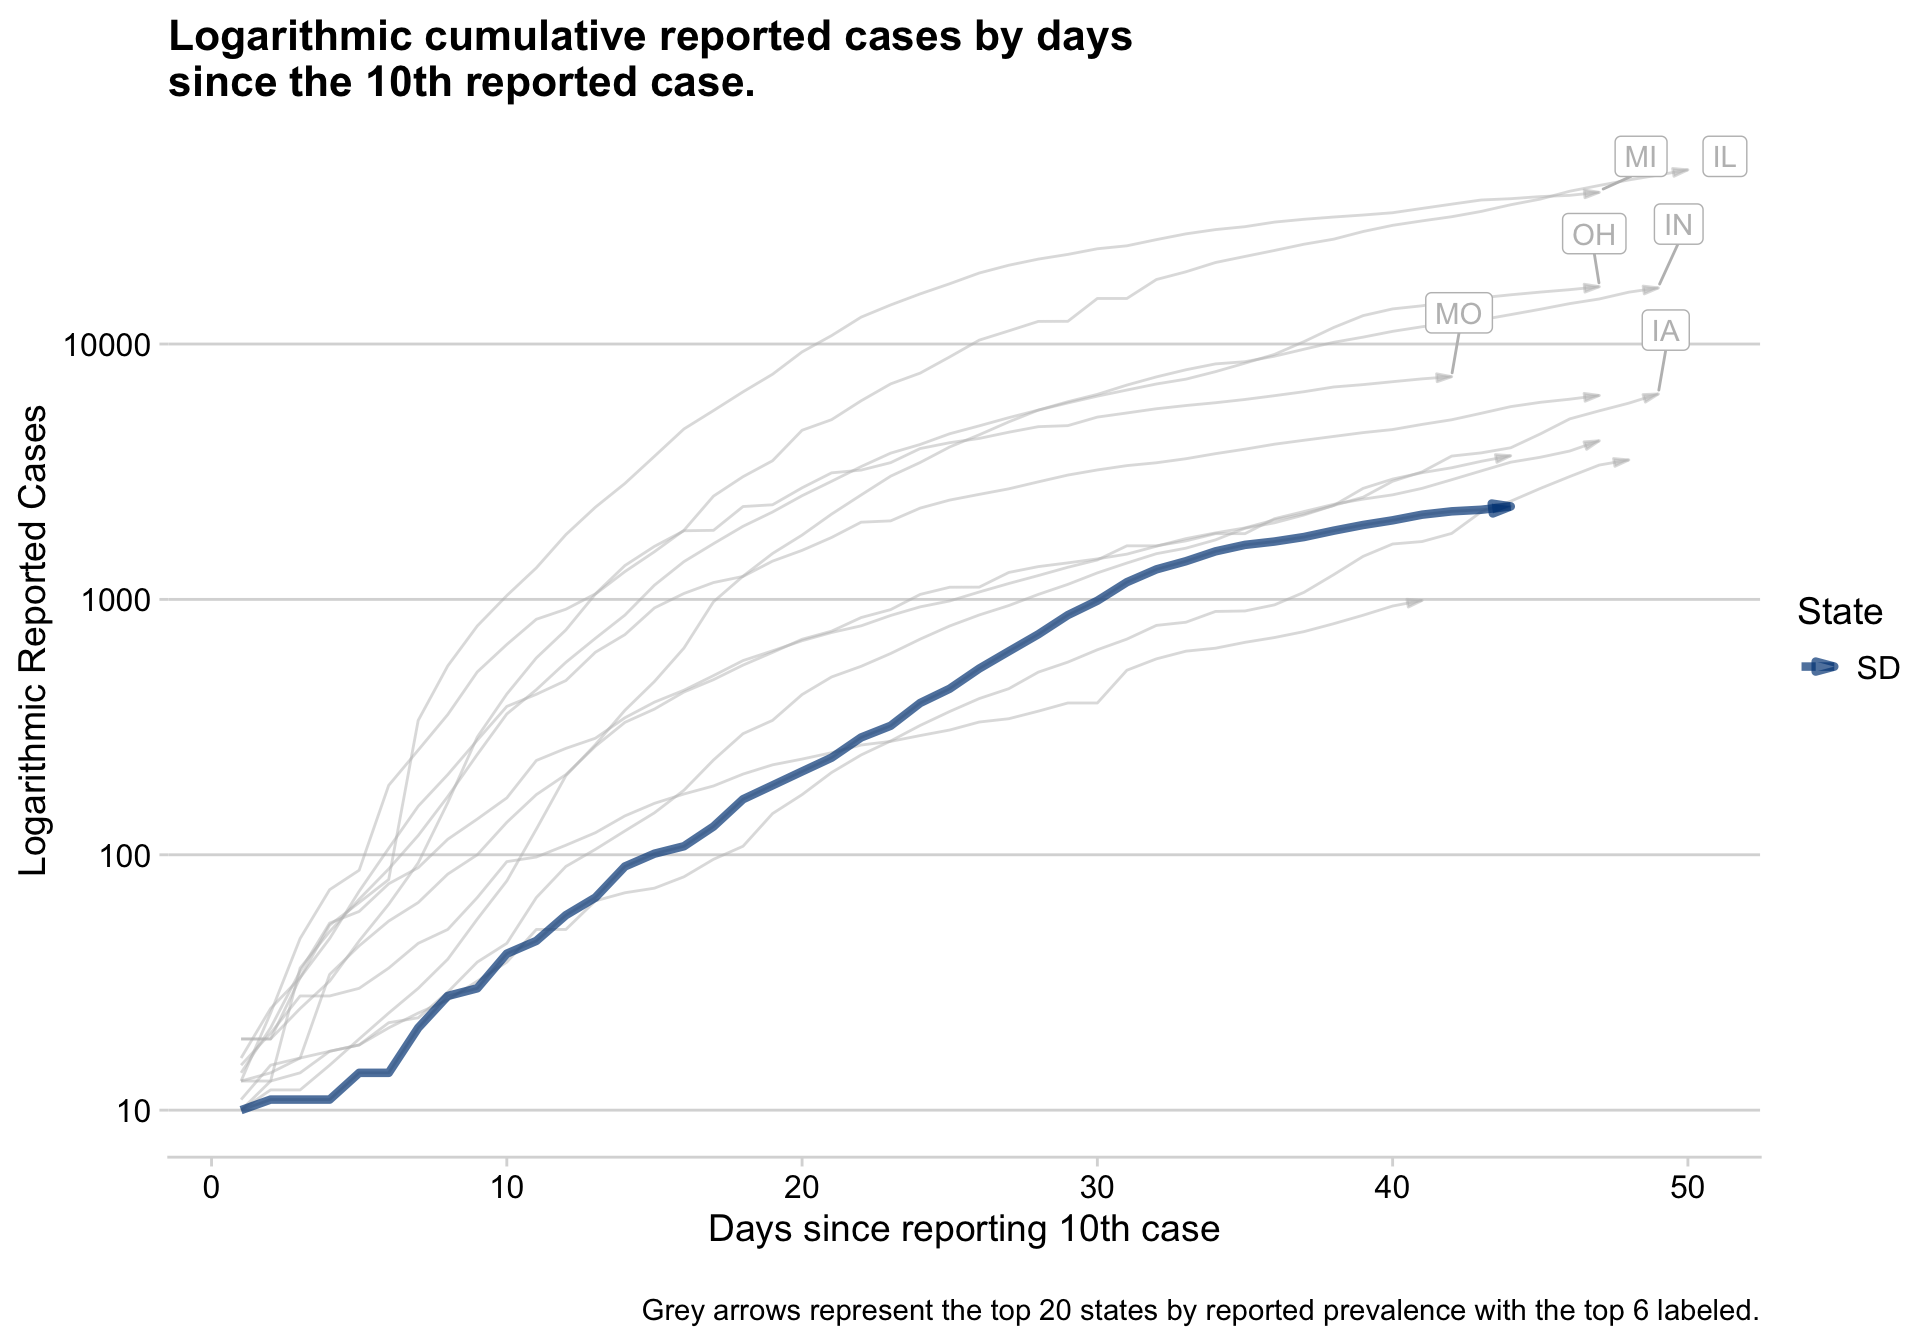 Logarithmic cumulative reported cases by days
since the 10th reported case.
MI
IL
OH
IN
MO
IA
10000
1000
100
10
Logarithmic Reported Cases
State
SD
0
10
20
30
40
50
Days since reporting 10th case
Grey arrows represent the top 20 states by reported prevalence with the top 6 labeled.